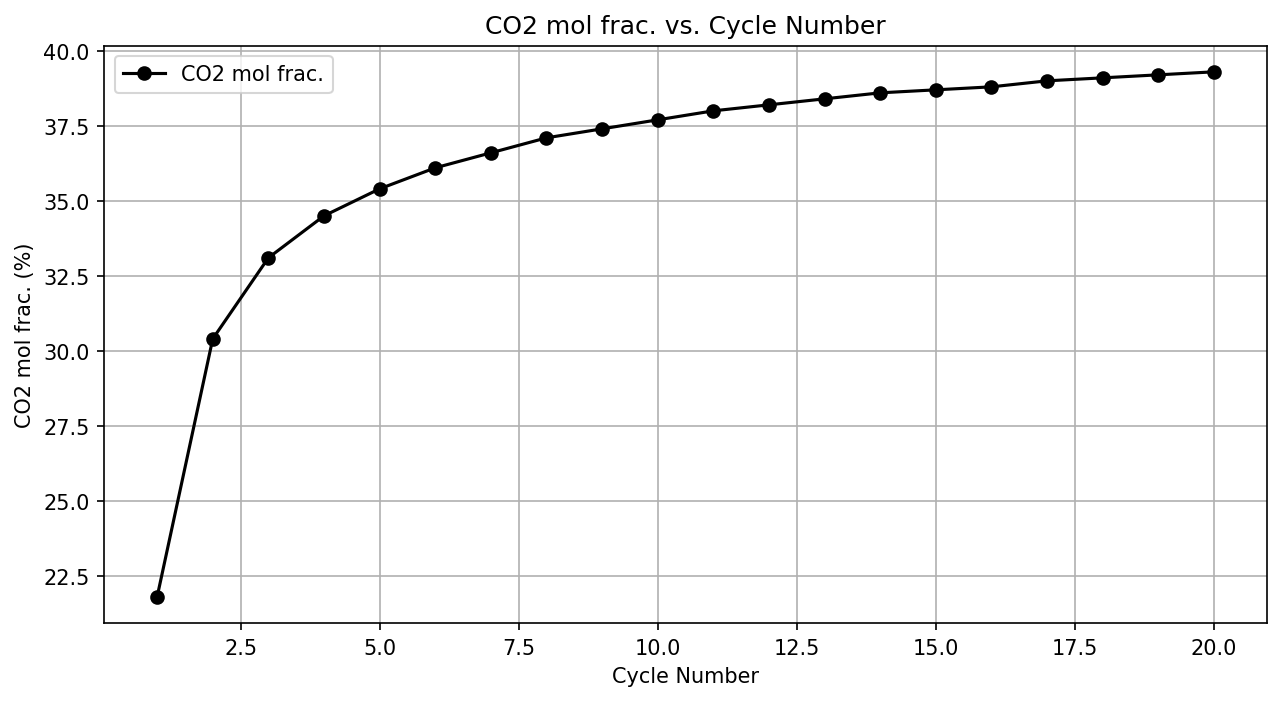 CO2 mol frac. vs. Cycle Number
CO2 mol frac.
CO2 mol frac. (%)
40.0
37.5
35.0
32.5
30.0
27.5
25.0
22.5
2.5 5.0 7.5 10.0 12.5 15.0 17.5 20.0
Cycle Number